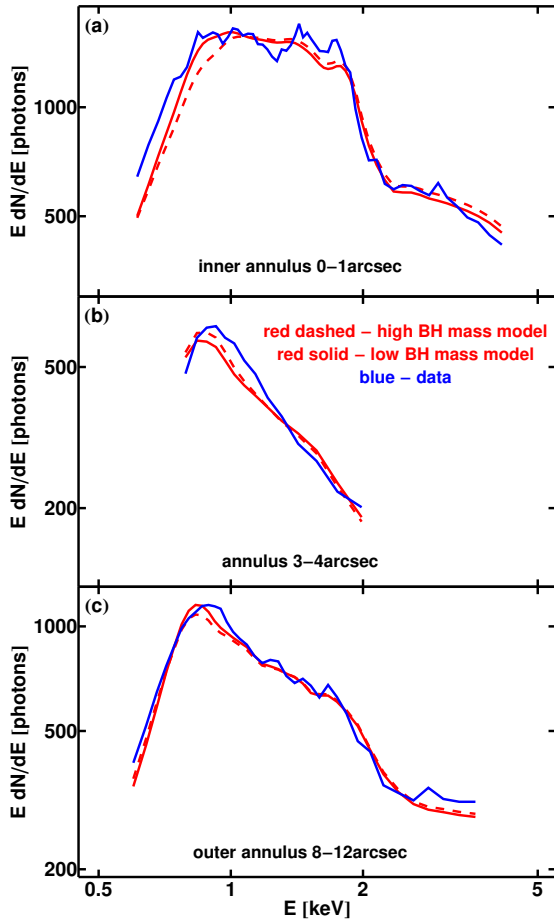 (a)
E dN/dE [photons]
1000
500
inner annulus 0−1arcsec
(b)
E dN/dE [photons]
500
200
red dashed − high BH mass model
red solid − low BH mass model
blue − data
annulus 3−4arcsec
(c)
E dN/dE [photons]
1000
500
200
outer annulus 8−12arcsec
0.5 1 2 5
E [keV]